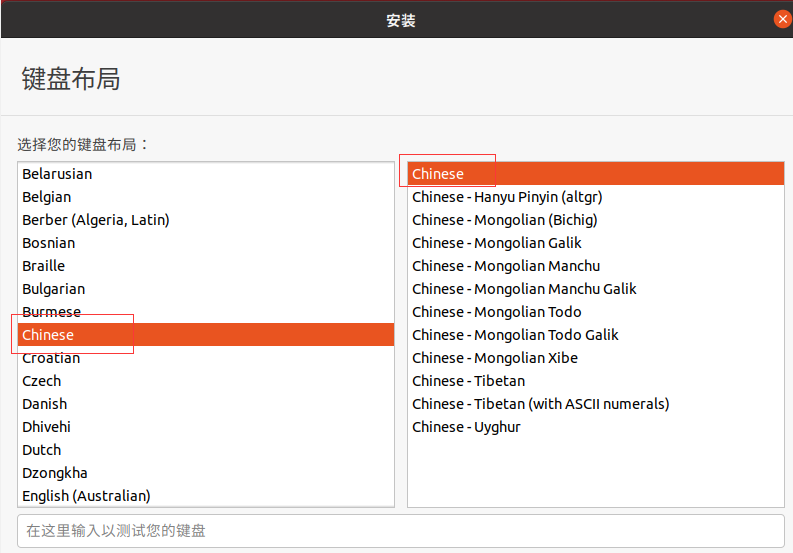 安装
键盘布局
选择您的键盘布局：
Belarusian
Belgian
Berber (Algeria, Latin)
Bosnian
Braille
Bulgarian
Burmese
Chinese
Croatian
Czech
Danish
Dhivehi
Dutch
Dzongkha
English (Australian)
Chinese
Chinese - Hanyu Pinyin (altgr)
Chinese - Mongolian (Bichig)
Chinese - Mongolian Galik
Chinese - Mongolian Manchu
Chinese - Mongolian Manchu Galik
Chinese - Mongolian Todo
Chinese - Mongolian Todo Galik
Chinese - Mongolian Xibe
Chinese - Tibetan
Chinese - Tibetan (with ASCII numerals)
Chinese - Uyghur
在这里输入以测试您的键盘